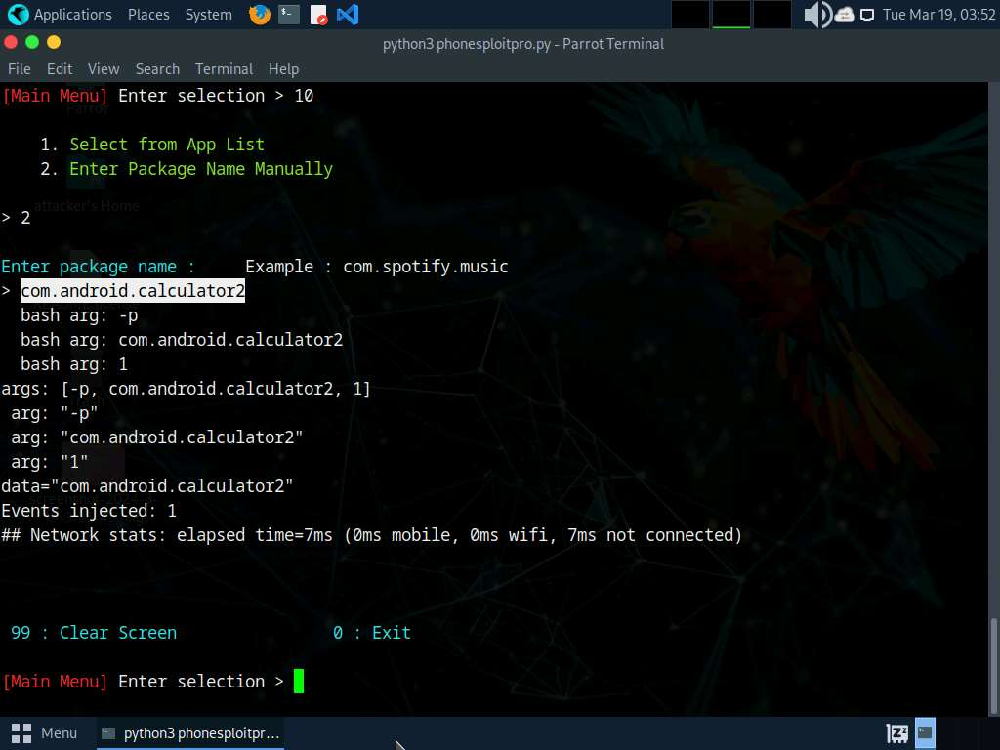 Applications Places System Tue Mar 19, 03:52
python3 phonesploitpro.py - Parrot Terminal
File Edit View Search Terminal Help
[Main Menu] Enter selection > 10
1. Select from App List
2. Enter Package Name Manually
attacker's Home
> 2
Enter package name : Example : com.spotify.music
> com.android.calculator2
bash arg: -p
bash arg: com.android.calculator2
bash arg: 1
args: [-p, com.android.calculator2, 1]
arg: "-p"
arg: "com.android.calculator2"
arg: "1"
data="com.android.calculator2"
Events injected: 1
## Network stats: elapsed time=7ms (0ms mobile, 0ms wifi, 7ms not connected)
99 : Clear Screen 0 : Exit
[Main Menu] Enter selection >
Menu python3 phonesploitpr...